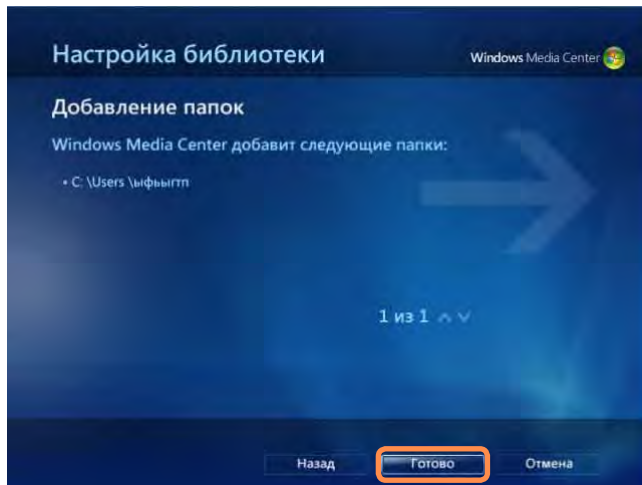 Настройка библиотеки
Windows Media Center
Добавление папок
Windows Media Center добавит следующие папки:
• C: \Users \ыфьыгтп
1 из 1
Назад Готово Отмена